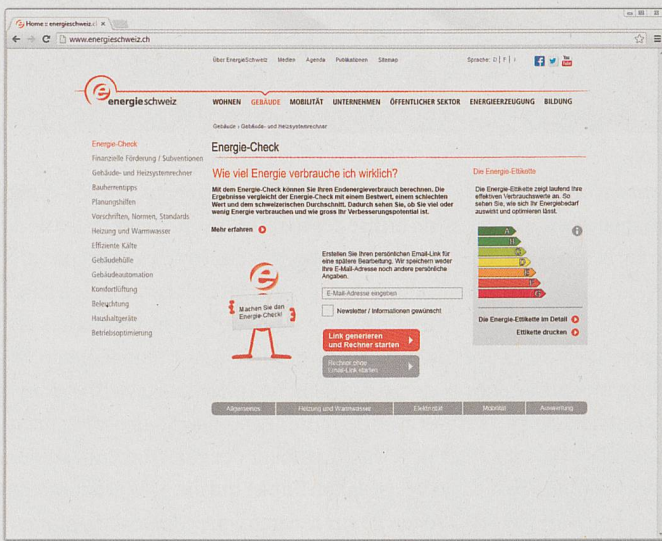 Home :: energieschweiz.cl
www.energieschweiz.ch
Über EnergieSchweiz Medien Agenda Publikationen Sitemap
Sprache: D | F | I
You Tube
energieschweiz
WOHNEN GEBÄUDE MOBILITÄT UNTERNEHMEN ÖFFENTLICHER SEKTOR ENERGIEERZEUGUNG BILDUNG
Gebäude › Gebäude- und Heizsystemrechner
Energie-Check
Finanzielle Förderung / Subventionen
Gebäude- und Heizsystemrechner
Bauherrentipps
Planungshilfen
Vorschriften, Normen, Standards
Heizung und Warmwasser
Effiziente Kälte
Gebäudehülle
Gebäudeautomation
Komfortlüftung
Beleuchtung
Haushaltgeräte
Betriebsoptimierung
Energie-Check
Wie viel Energie verbrauche ich wirklich?
Mit dem Energie-Check können Sie Ihren Endenergieverbrauch berechnen. Die
Ergebnisse vergleicht der Energie-Check mit einem Bestwert, einem schlechten
Wert und dem schweizerischen Durchschnitt. Dadurch sehen Sie, ob Sie viel oder
wenig Energie verbrauchen und wie gross Ihr Verbesserungspotential ist.
Mehr erfahren
Machen Sie den
Energie-Check!
Erstellen Sie Ihren persönlichen Email-Link für
eine spätere Bearbeitung. Wir speichern weder
Ihre E-Mail-Adresse noch andere persönliche
Angaben.
E-Mail-Adresse eingeben
Newsletter / Informationen gewünscht
Link generieren
und Rechner starten
Rechner ohne
Email-Link starten
Die Energie-Ettikette
Die Energie-Ettikette zeigt laufend Ihre
effektiven Verbrauchswerte an. So
sehen Sie, wie sich Ihr Energiebedarf
auswirkt und optimieren lässt.
A
B
C
D
E
F
G
Die Energie-Ettikette im Detail
Ettikette drucken
Allgemeines Heizung und Warmwasser Elektrizität Mobilität Auswertung